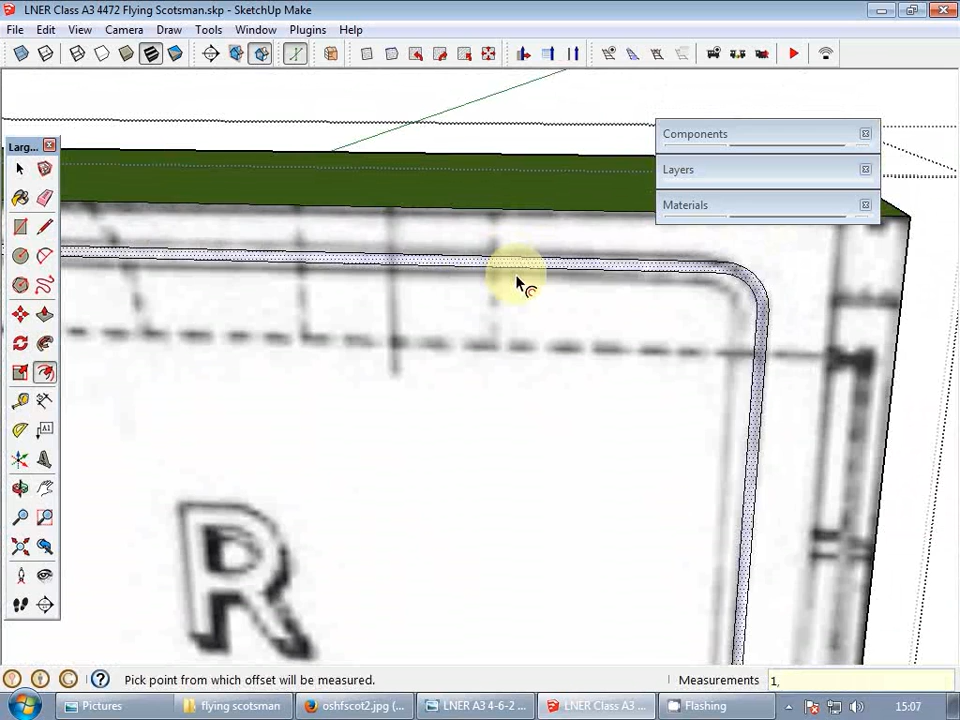 LNER Class A3 4472 Flying Scotsman.skp - SketchUp Make
File Edit View Camera Draw Tools Window Plugins Help
Larg...
Components
Layers
Materials
R
Pick point from which offset will be measured.
Measurements 1,
Pictures
flying scotsman
oshfscot2.jpg (...
LNER A3 4-6-2 ...
LNER Class A3 ...
Flashing
15:07